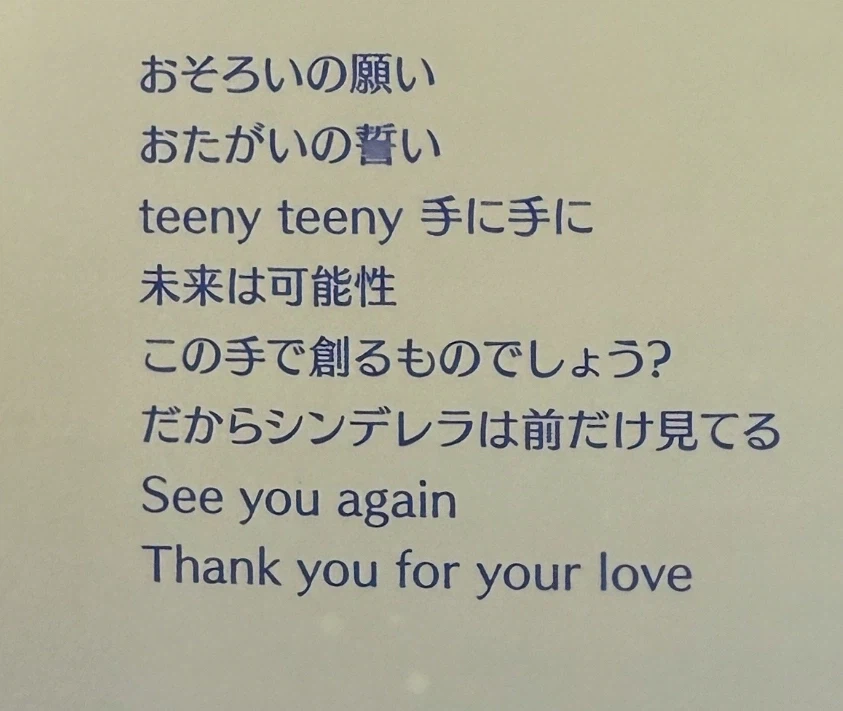 おそろいの願い
おたがいの誓い
teeny teeny 手に手に
未来は可能性
この手で創るものでしょう?
だからシンデレラは前だけ見てる
See you again
Thank you for your love